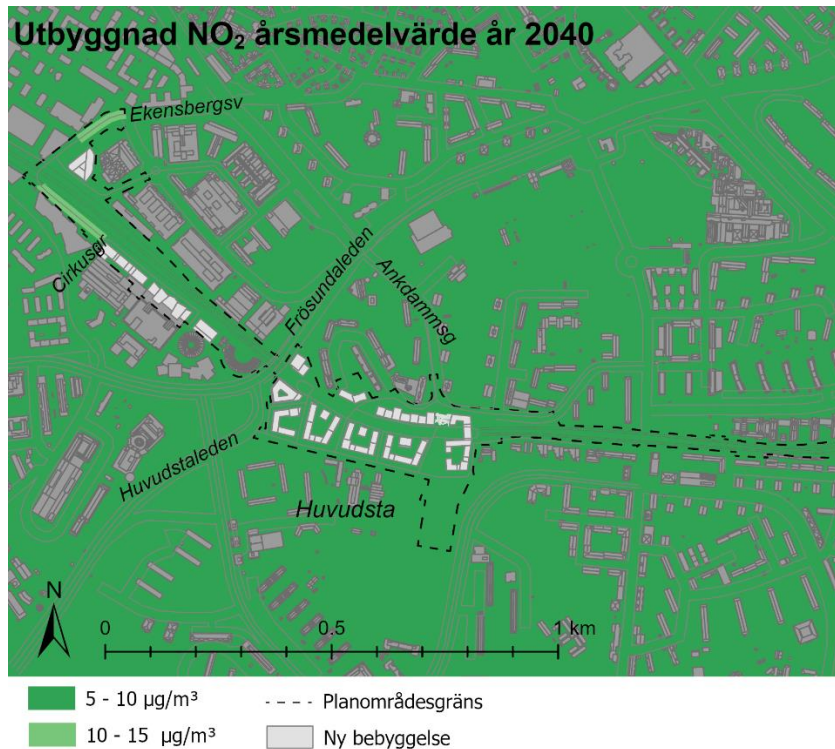 Utbyggnad NO₂ årsmedelvärde år 2040
Ekensbergsv
Cirkusgr
Frösundaleden
Ankdammsg
Huvudstaleden
Huvudsta
N
0 0.5 1 km
5 - 10 µg/m³ Planområdesgräns
10 - 15 µg/m³ Ny bebyggelse